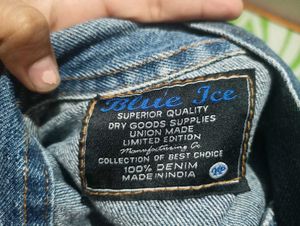 Blue Ice
SUPERIOR QUALITY
DRY GOODS SUPPLIES
UNION MADE
LIMITED EDITION
Manufacturing Co
COLLECTION OF BEST CHOICE
100% DENIM
MADE IN INDIA